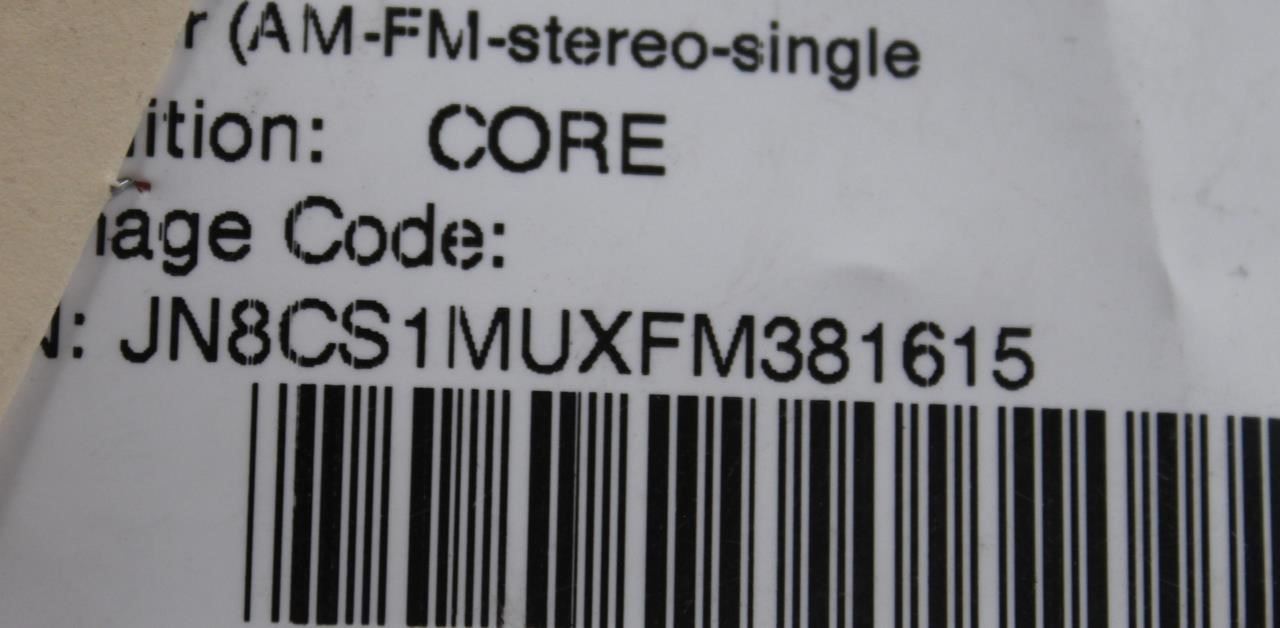 r (AM-FM-stereo-single
ition: CORE
age Code:
N: JN8CS1MUXFM381615